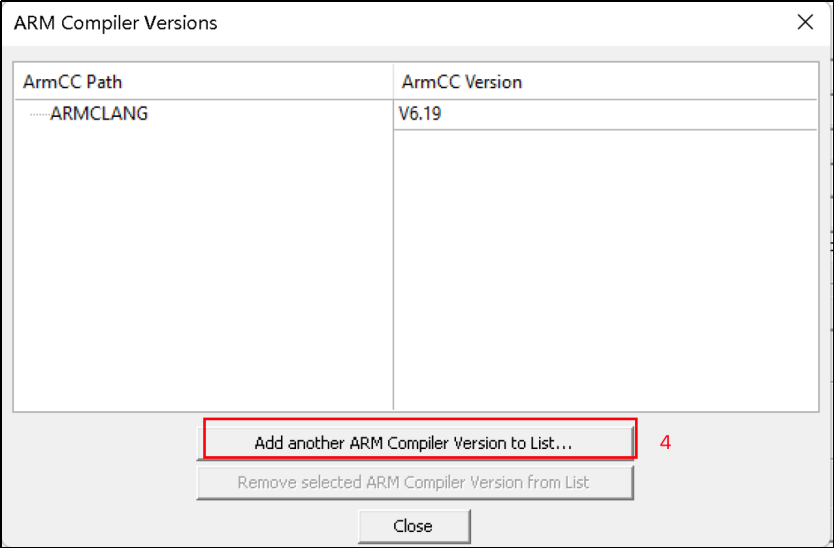 ARM Compiler Versions
ArmCC Path ArmCC Version
ARMCLANG V6.19
Add another ARM Compiler Version to List... 4
Remove selected ARM Compiler Version from List
Close